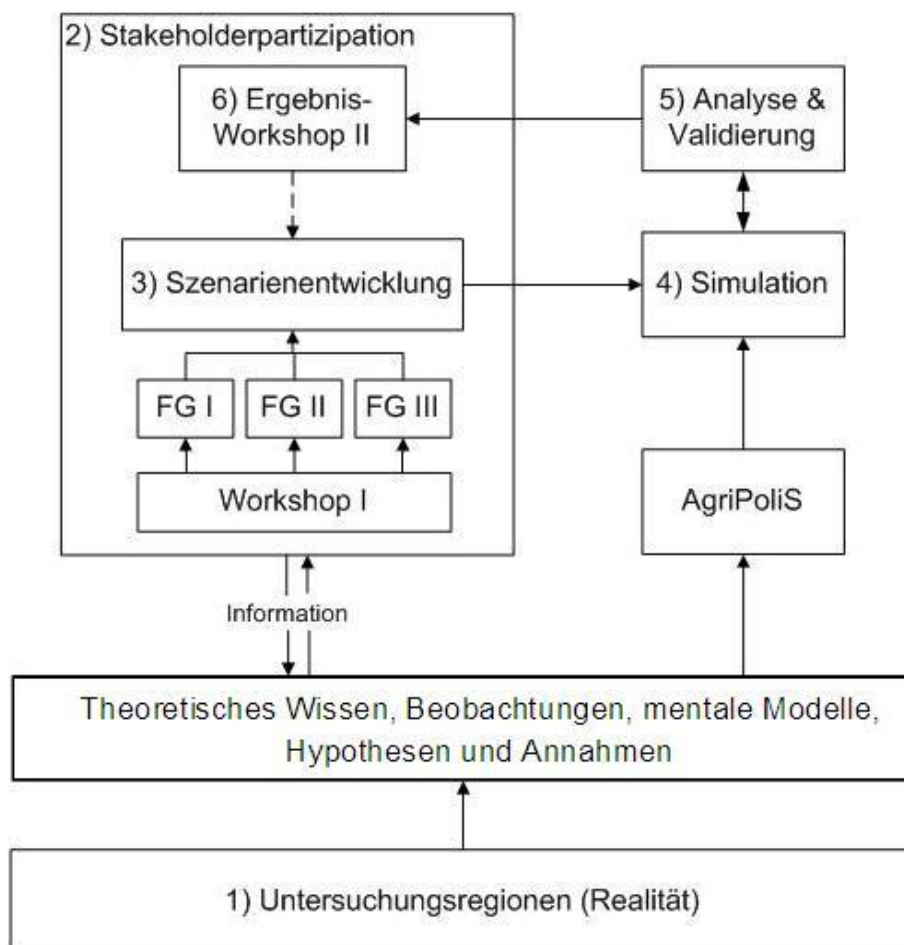 2) Stakeholderpartizipation
6) Ergebnis-
Workshop II
5) Analyse &
Validierung
3) Szenarienentwicklung
4) Simulation
FG I
FG II
FG III
Workshop I
AgriPoliS
Information
Theoretisches Wissen, Beobachtungen, mentale Modelle,
Hypothesen und Annahmen
1) Untersuchungsregionen (Realität)